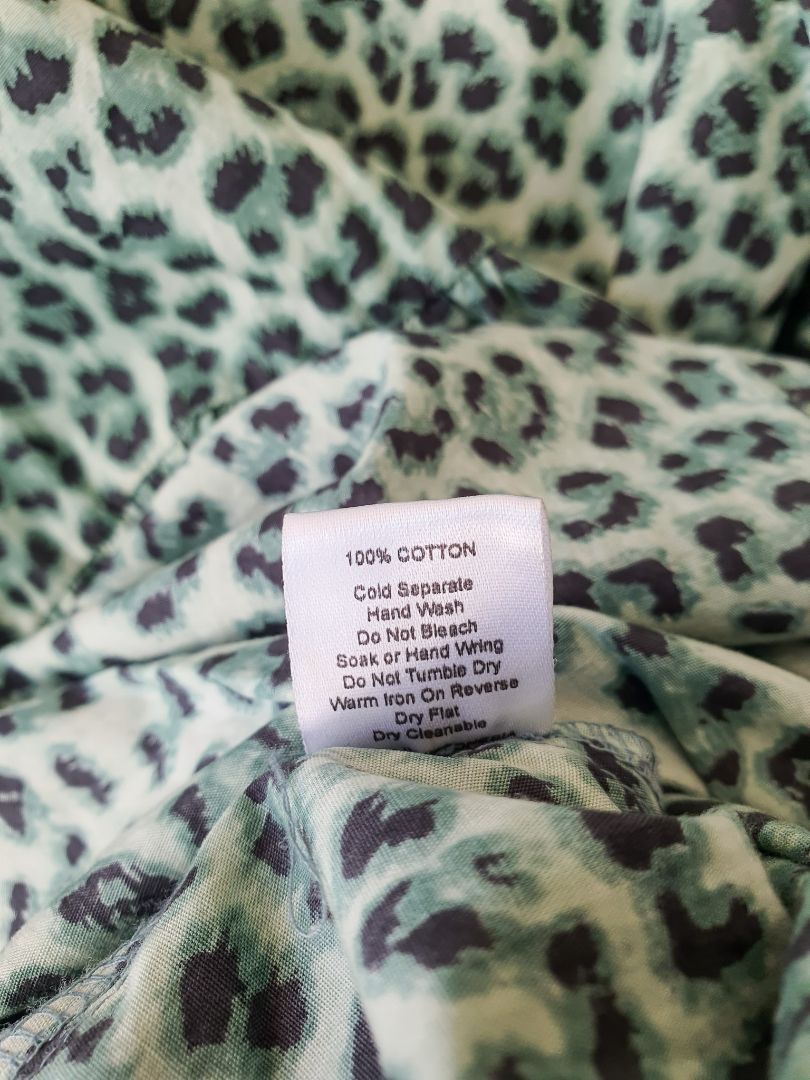 100% COTTON
Cold Separate
Hand Wash
Do Not Bleach
Soak or Hand Wring
Do Not Tumble Dry
Warm Iron On Reverse
Dry Flat
Dry Cleanable